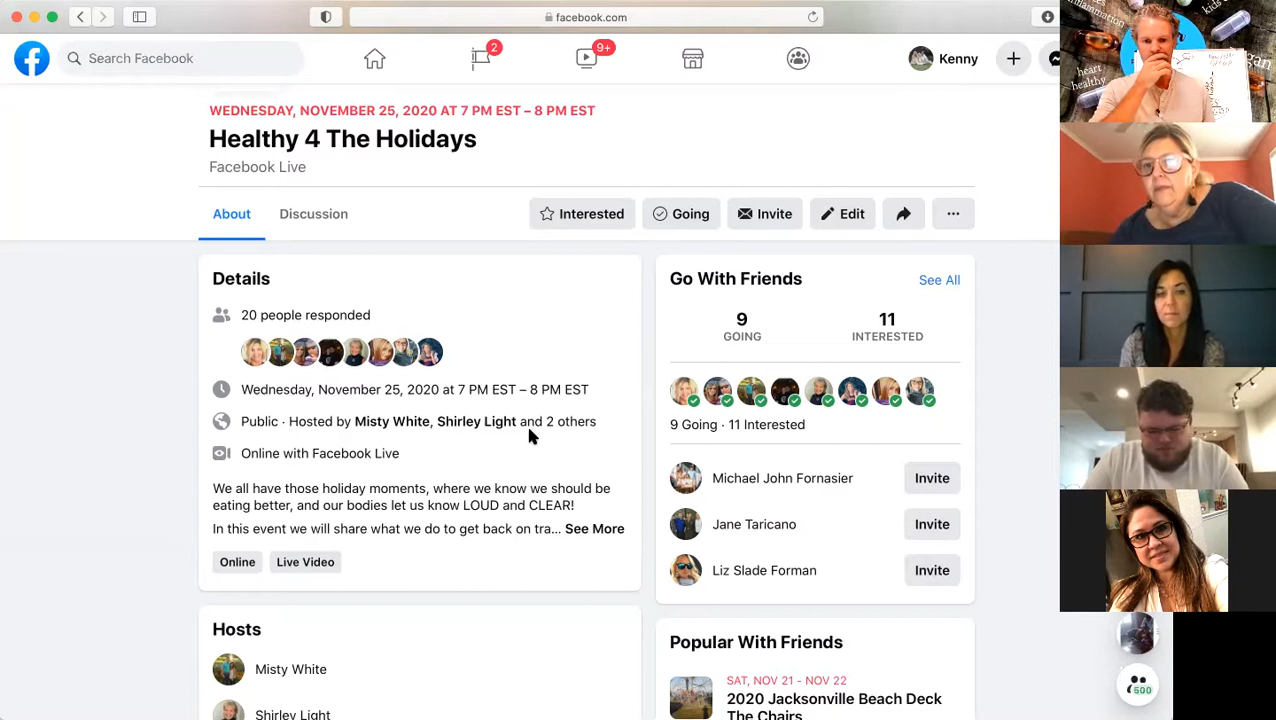 facebook.com
Search Facebook
2
9+
Kenny
WEDNESDAY, NOVEMBER 25, 2020 AT 7 PM EST – 8 PM EST
Healthy 4 The Holidays
Facebook Live
About
Discussion
Interested
Going
Invite
Edit
Details
20 people responded
Wednesday, November 25, 2020 at 7 PM EST – 8 PM EST
Public · Hosted by Misty White, Shirley Light and 2 others
Online with Facebook Live
We all have those holiday moments, where we know we should be
eating better, and our bodies let us know LOUD and CLEAR!
In this event we will share what we do to get back on tra... See More
Online
Live Video
Hosts
Misty White
Shirley Light
Go With Friends
See All
9
GOING
11
INTERESTED
9 Going · 11 Interested
Michael John Fornasier
Invite
Jane Taricano
Invite
Liz Slade Forman
Invite
Popular With Friends
SAT, NOV 21 - NOV 22
2020 Jacksonville Beach Deck
The Chairs
inflammation
kids
heart
healthy
500